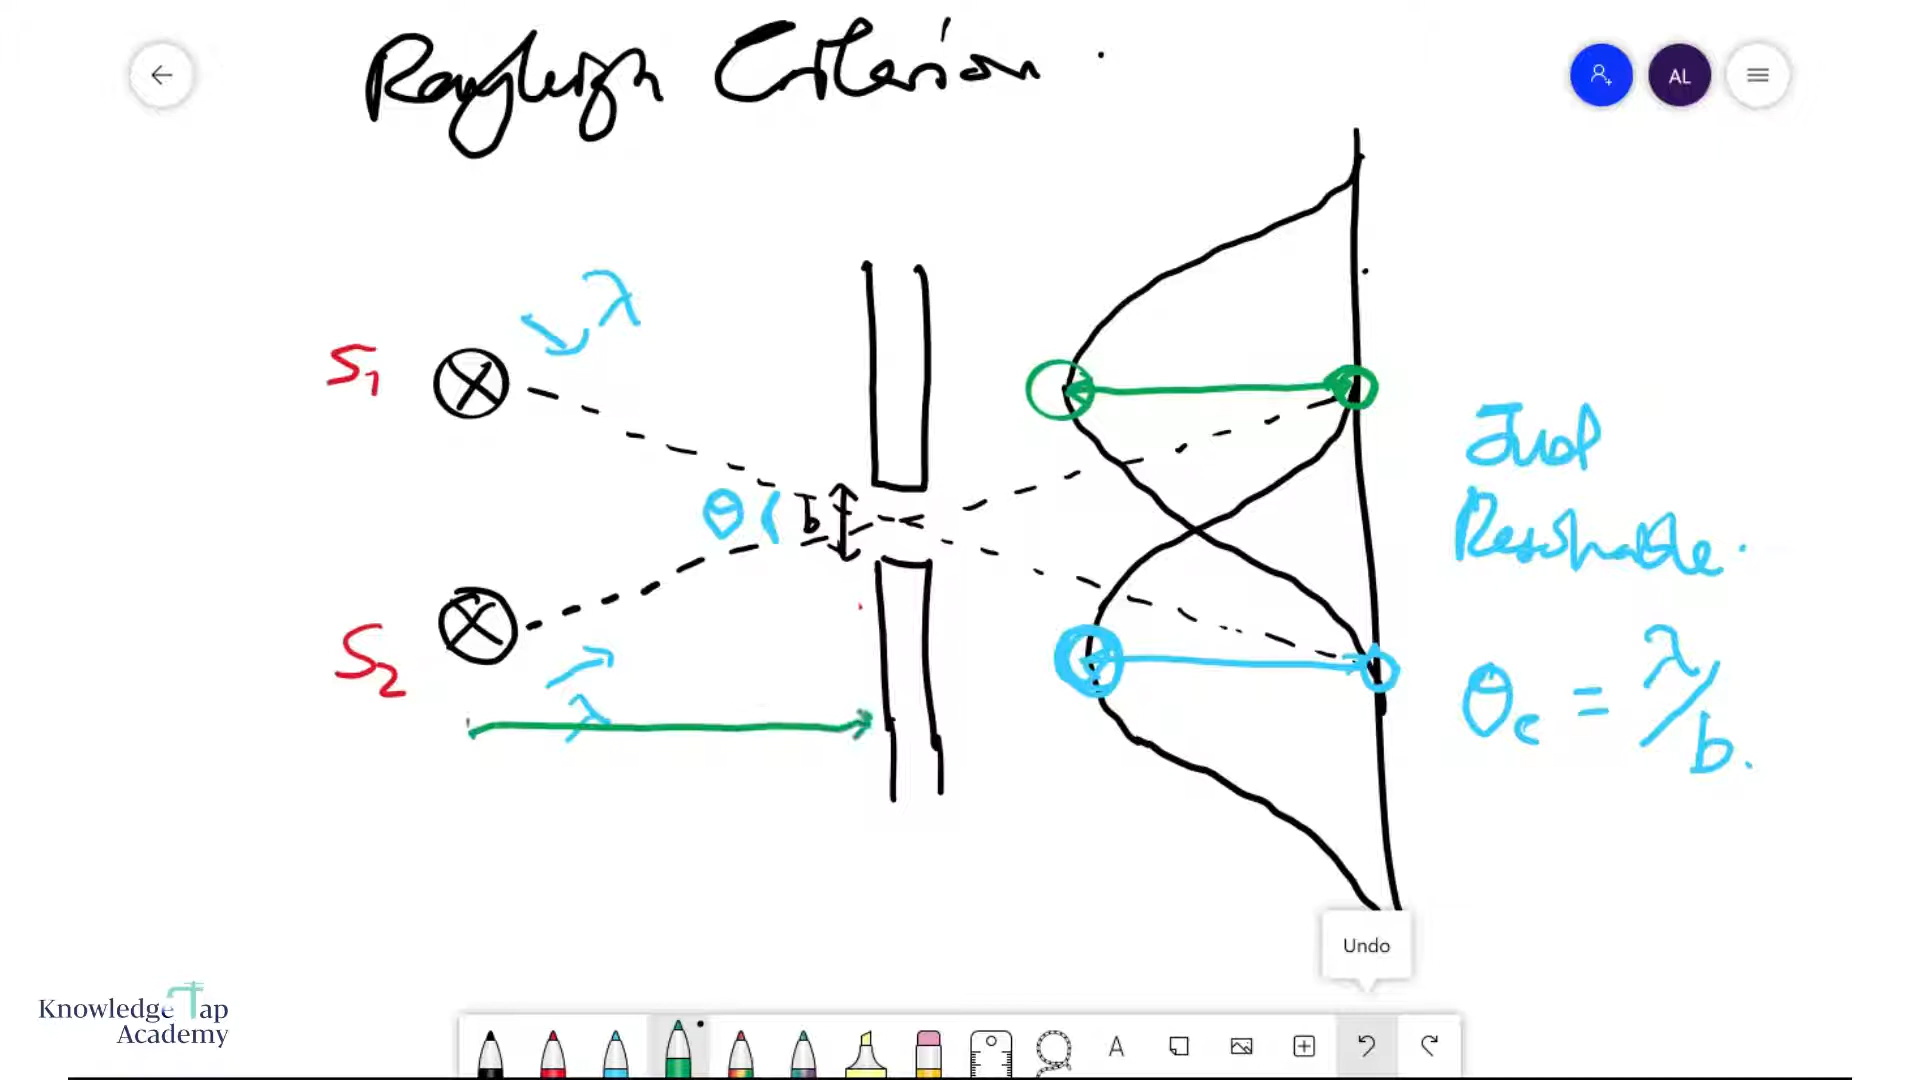 Rayleigh Criterion.
AL
λ
S1
Just
Resolvable.
θ
b
S2
λ
θc = λ/b.
Undo
Knowledge Tap
Academy
A